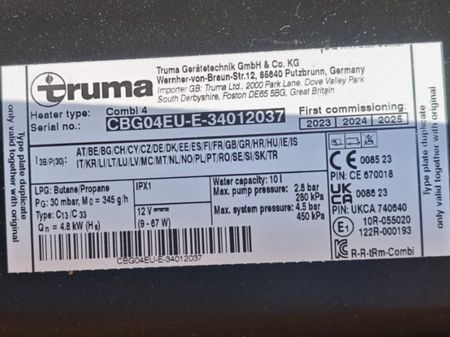 truma
Truma Gerätetechnik GmbH & Co. KG
Wernher-von-Braun-Str.12, 85640 Putzbrunn, Germany
Importer GB: Truma Ltd., 2000 Park Lane, Dove Valley Park
South Derbyshire, Foston DE65 5BG, Great Britain
Heater type: Combi 4
Serial no.: CBG04EU-E-34012037
First commissioning
2023 2024 2025
I3B/P(30) AT/BE/BG/CH/CY/CZ/DE/DK/EE/ES/FI/FR/GB/GR/HR/HU/IE/IS
IT/KR/LI/LT/LU/LV/MC/MT/NL/NO/PL/PT/RO/SE/SI/SK/TR
CE 0085 23
PIN: CE 670018
UK CA 0086 23
PIN: UKCA 740640
E1 10R-055020
122R-000193
R-R-tRm-Combi
LPG: Butane/Propane
Pg: 30 mbar, Mo = 345 g/h
Type: C13 / C 33
Qn = 4.8 kW (Hs)
IPX1
12 V
(9 - 67 W)
Water capacity: 10 l
Max. pump pressure: 2.8 bar
280 kPa
Max. system pressure: 4.5 bar
450 kPa
CBG04EU-E-34012037
Type plate duplicate
only valid together with original
Type plate duplicate
only valid together with original